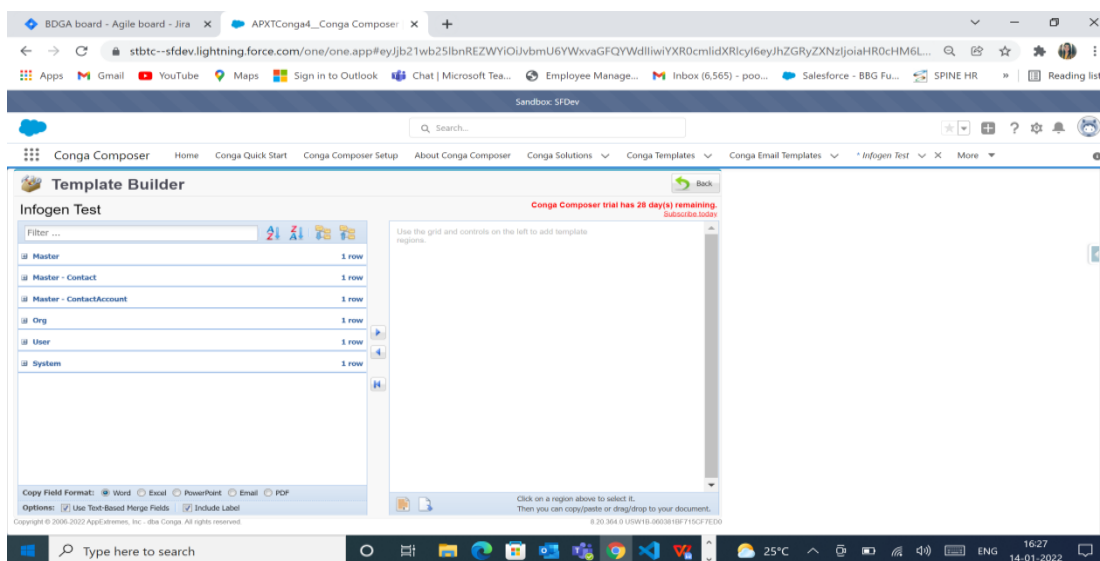 BDGA board - Agile board - Jira
APXTConga4__Conga Composer
stbtc--sfdev.lightning.force.com/one/one.app#eyJjb21wb25lbnREZWYiOiJvbmU6YWxvaGFQYWdlIiwiYXR0cmlidXRlcyI6eyJhZGRyZXNzIjoiaHR0cHM6L...
Apps Gmail YouTube Maps Sign in to Outlook Chat | Microsoft Tea... Employee Manage... Inbox (6,565) - poo... Salesforce - BBG Fu... SPINE HR » Reading list
Sandbox: SFDev
Search...
Conga Composer Home Conga Quick Start Conga Composer Setup About Conga Composer Conga Solutions Conga Templates Conga Email Templates * Infogen Test More
Template Builder
Back
Infogen Test
Conga Composer trial has 28 day(s) remaining.
Subscribe today
Filter ...
Use the grid and controls on the left to add template
regions.
Master 1 row
Master - Contact 1 row
Master - ContactAccount 1 row
Org 1 row
User 1 row
System 1 row
Copy Field Format: Word Excel PowerPoint Email PDF
Options: Use Text-Based Merge Fields Include Label
Click on a region above to select it.
Then you can copy/paste or drag/drop to your document.
Copyright © 2006-2022 AppExtremes, Inc - dba Conga. All rights reserved.
Type here to search
25°C
ENG
16:27
14-01-2022